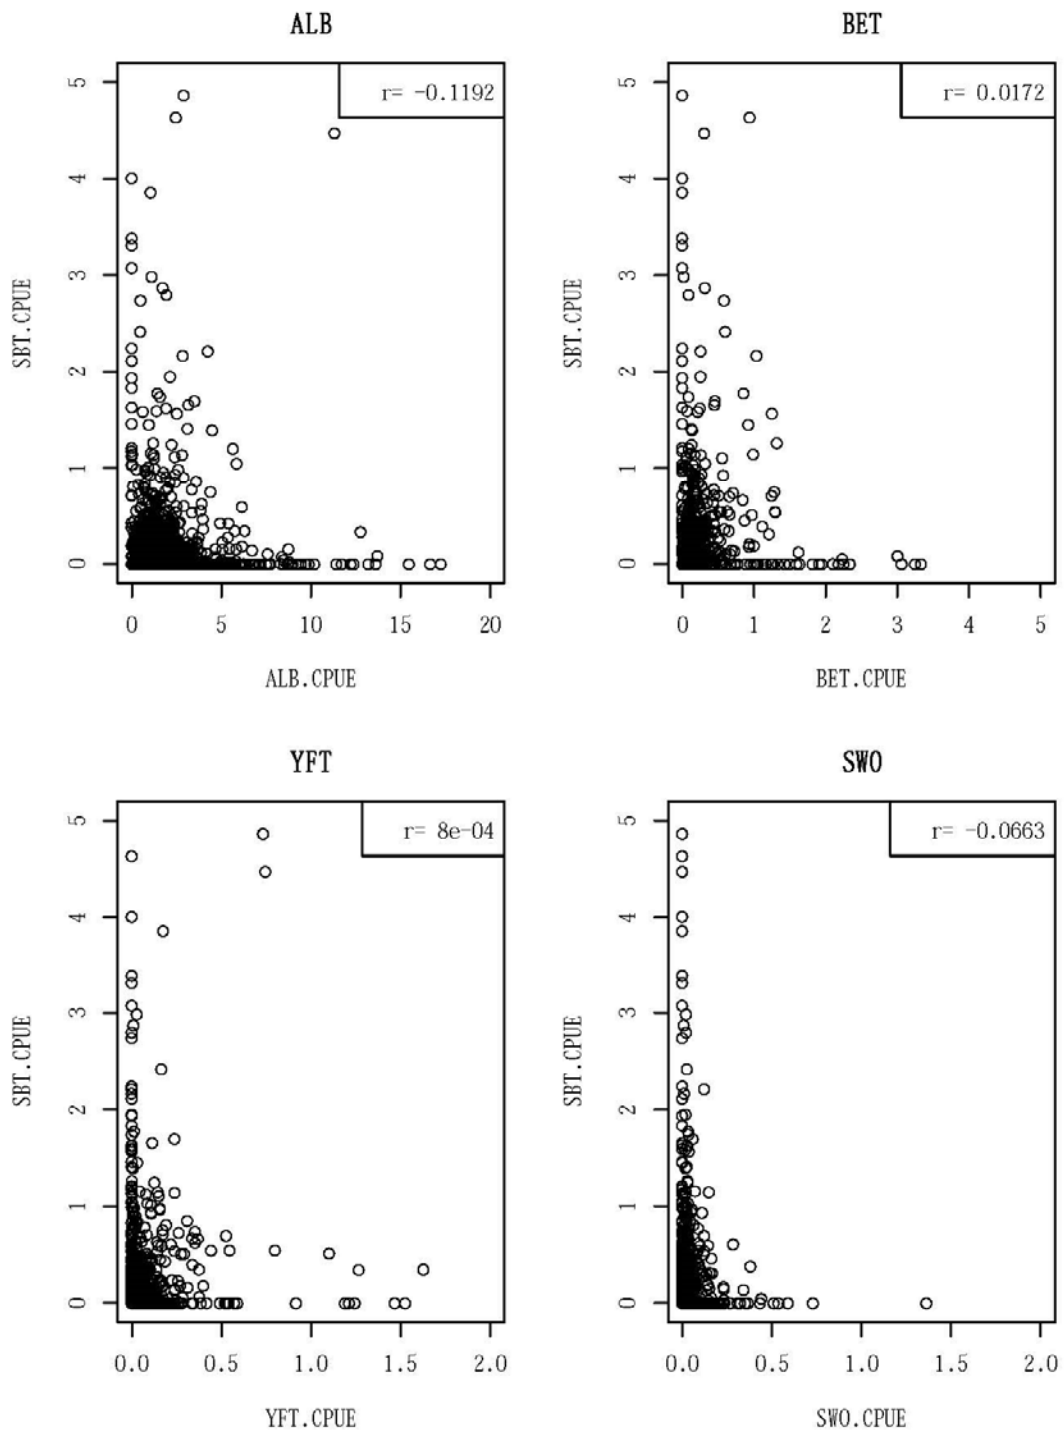 ALB
r= -0.1192
SBT.CPUE
5
4
3
2
1
0
0 5 10 15 20
ALB.CPUE
BET
r= 0.0172
SBT.CPUE
5
4
3
2
1
0
0 1 2 3 4 5
BET.CPUE
YFT
r= 8e-04
SBT.CPUE
5
4
3
2
1
0
0.0 0.5 1.0 1.5 2.0
YFT.CPUE
SWO
r= -0.0663
SBT.CPUE
5
4
3
2
1
0
0.0 0.5 1.0 1.5 2.0
SWO.CPUE